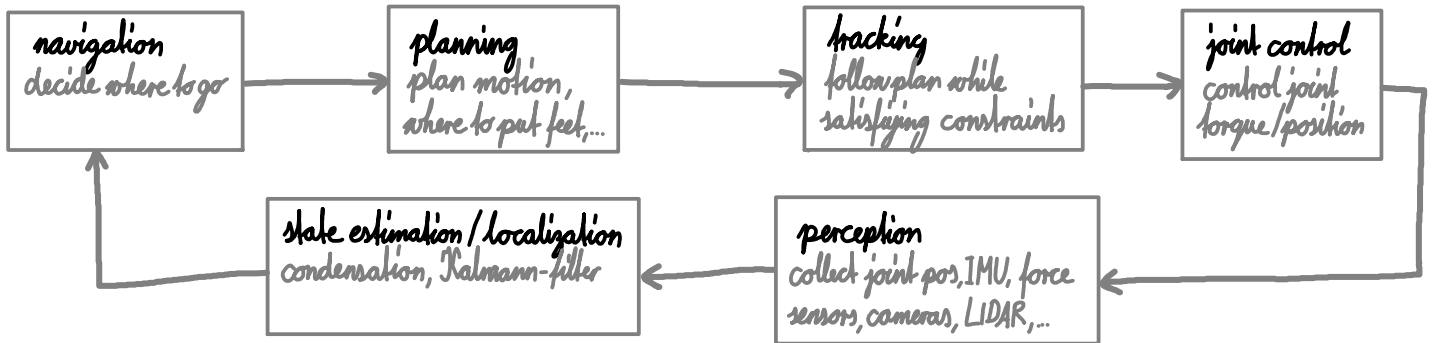 navigation
decide where to go
planning
plan motion,
where to put feet,...
tracking
follow plan while
satisfying constraints
joint control
control joint
torque/position
state estimation/localization
condensation, Kalmann-filter
perception
collect joint pos, IMU, force
sensors, cameras, LIDAR,...